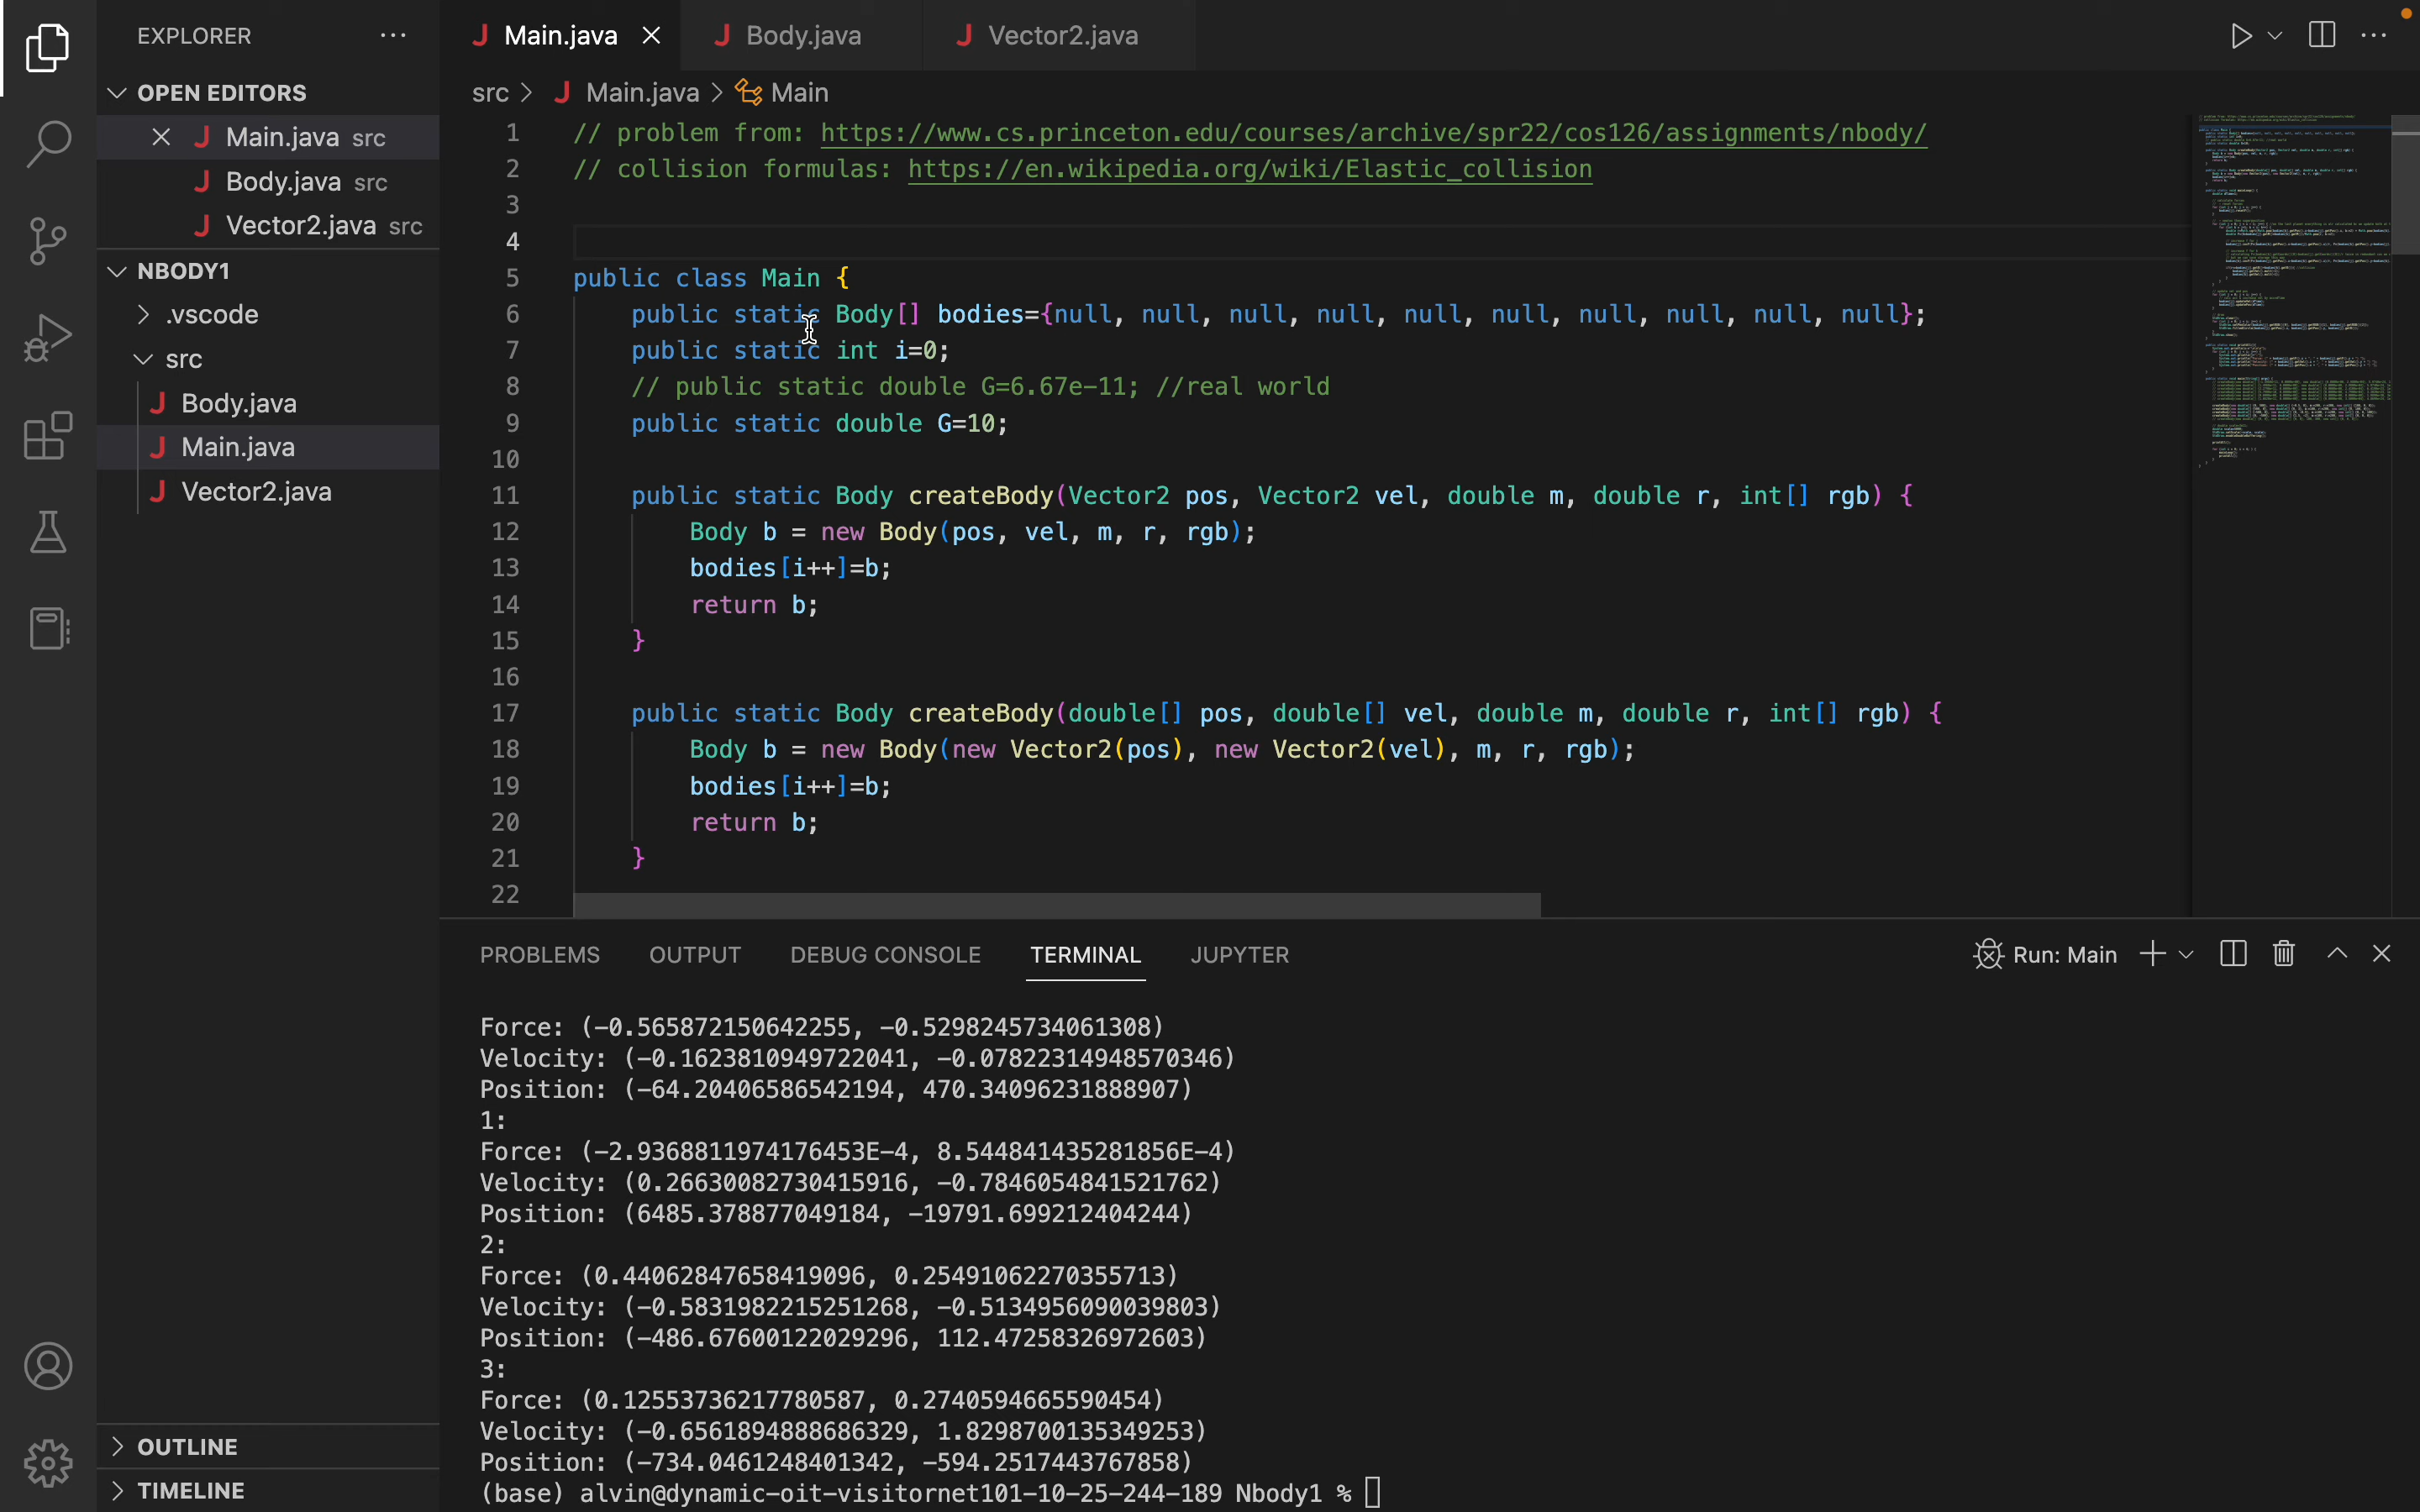 EXPLORER
OPEN EDITORS
Main.java src
Body.java src
Vector2.java src
NBODY1
.vscode
src
Body.java
Main.java
Vector2.java
OUTLINE
TIMELINE
Main.java
Body.java
Vector2.java
src > Main.java > Main
1 // problem from: https://www.cs.princeton.edu/courses/archive/spr22/cos126/assignments/nbody/
2 // collision formulas: https://en.wikipedia.org/wiki/Elastic_collision
3
4
5 public class Main {
6     public static Body[] bodies={null, null, null, null, null, null, null, null, null, null};
7     public static int i=0;
8     // public static double G=6.67e-11; //real world
9     public static double G=10;
10
11     public static Body createBody(Vector2 pos, Vector2 vel, double m, double r, int[] rgb) {
12         Body b = new Body(pos, vel, m, r, rgb);
13         bodies[i++]=b;
14         return b;
15     }
16
17     public static Body createBody(double[] pos, double[] vel, double m, double r, int[] rgb) {
18         Body b = new Body(new Vector2(pos), new Vector2(vel), m, r, rgb);
19         bodies[i++]=b;
20         return b;
21     }
22
PROBLEMS OUTPUT DEBUG CONSOLE TERMINAL JUPYTER
Run: Main
Force: (-0.565872150642255, -0.5298245734061308)
Velocity: (-0.1623810949722041, -0.07822314948570346)
Position: (-64.20406586542194, 470.34096231888907)
1:
Force: (-2.9368811974176453E-4, 8.544841435281856E-4)
Velocity: (0.26630082730415916, -0.7846054841521762)
Position: (6485.378877049184, -19791.699212404244)
2:
Force: (0.44062847658419096, 0.25491062270355713)
Velocity: (-0.5831982215251268, -0.5134956090039803)
Position: (-486.67600122029296, 112.47258326972603)
3:
Force: (0.12553736217780587, 0.2740594665590454)
Velocity: (-0.6561894888686329, 1.8298700135349253)
Position: (-734.0461248401342, -594.2517443767858)
(base) alvin@dynamic-oit-visitornet101-10-25-244-189 Nbody1 %